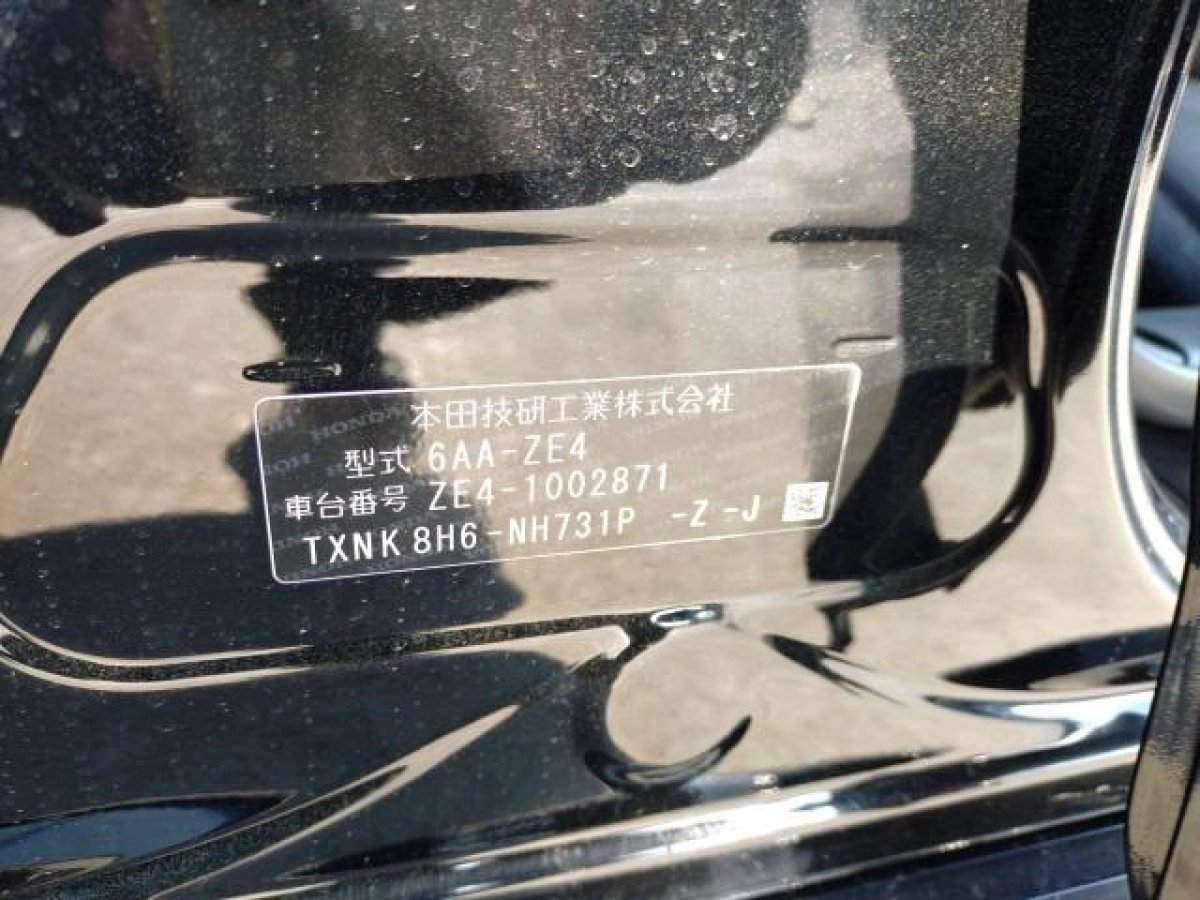 本田技研工業株式会社
型式 6AA-ZE4
車台番号 ZE4-1002871
TXNK 8H6-NH731P -Z -J